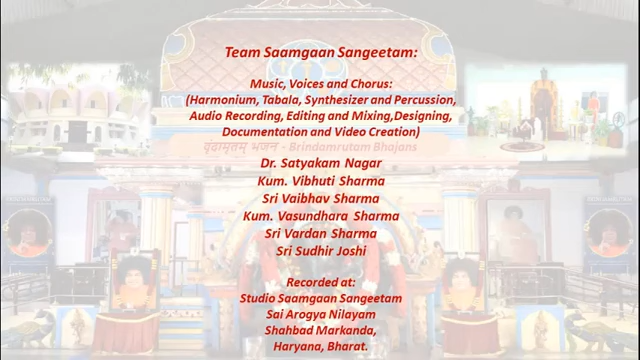 Team Saamgaan Sangeetam:
Music, Voices and Chorus:
(Harmonium, Tabala, Synthesizer and Percussion,
Audio Recording, Editing and Mixing,Designing,
Documentation and Video Creation)
वृंदामृतम् भजन - Brindamrutam Bhajans
Dr. Satyakam Nagar
Kum. Vibhuti Sharma
Sri Vaibhav Sharma
Kum. Vasundhara Sharma
Sri Vardan Sharma
Sri Sudhir Joshi
Recorded at:
Studio Saamgaan Sangeetam
Sai Arogya Nilayam
Shahbad Markanda,
Haryana, Bharat.